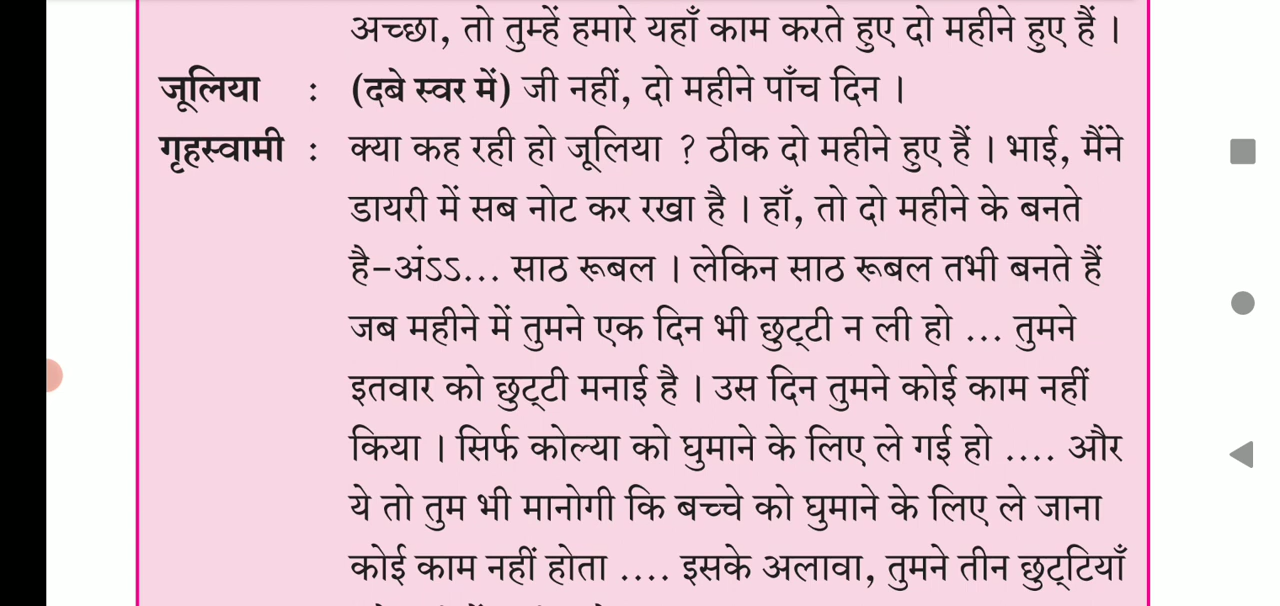 अच्छा, तो तुम्हें हमारे यहाँ काम करते हुए दो महीने हुए हैं ।
जूलिया : (दबे स्वर में) जी नहीं, दो महीने पाँच दिन ।
गृहस्वामी : क्या कह रही हो जूलिया ? ठीक दो महीने हुए हैं । भाई, मैंने
डायरी में सब नोट कर रखा है । हाँ, तो दो महीने के बनते
है-अंऽऽ... साठ रूबल । लेकिन साठ रूबल तभी बनते हैं
जब महीने में तुमने एक दिन भी छुट्‌टी न ली हो ... तुमने
इतवार को छुट्‌टी मनाई है । उस दिन तुमने कोई काम नहीं
किया । सिर्फ कोल्या को घुमाने के लिए ले गई हो .... और
ये तो तुम भी मानोगी कि बच्चे को घुमाने के लिए ले जाना
कोई काम नहीं होता .... इसके अलावा, तुमने तीन छुट्‌टियाँ